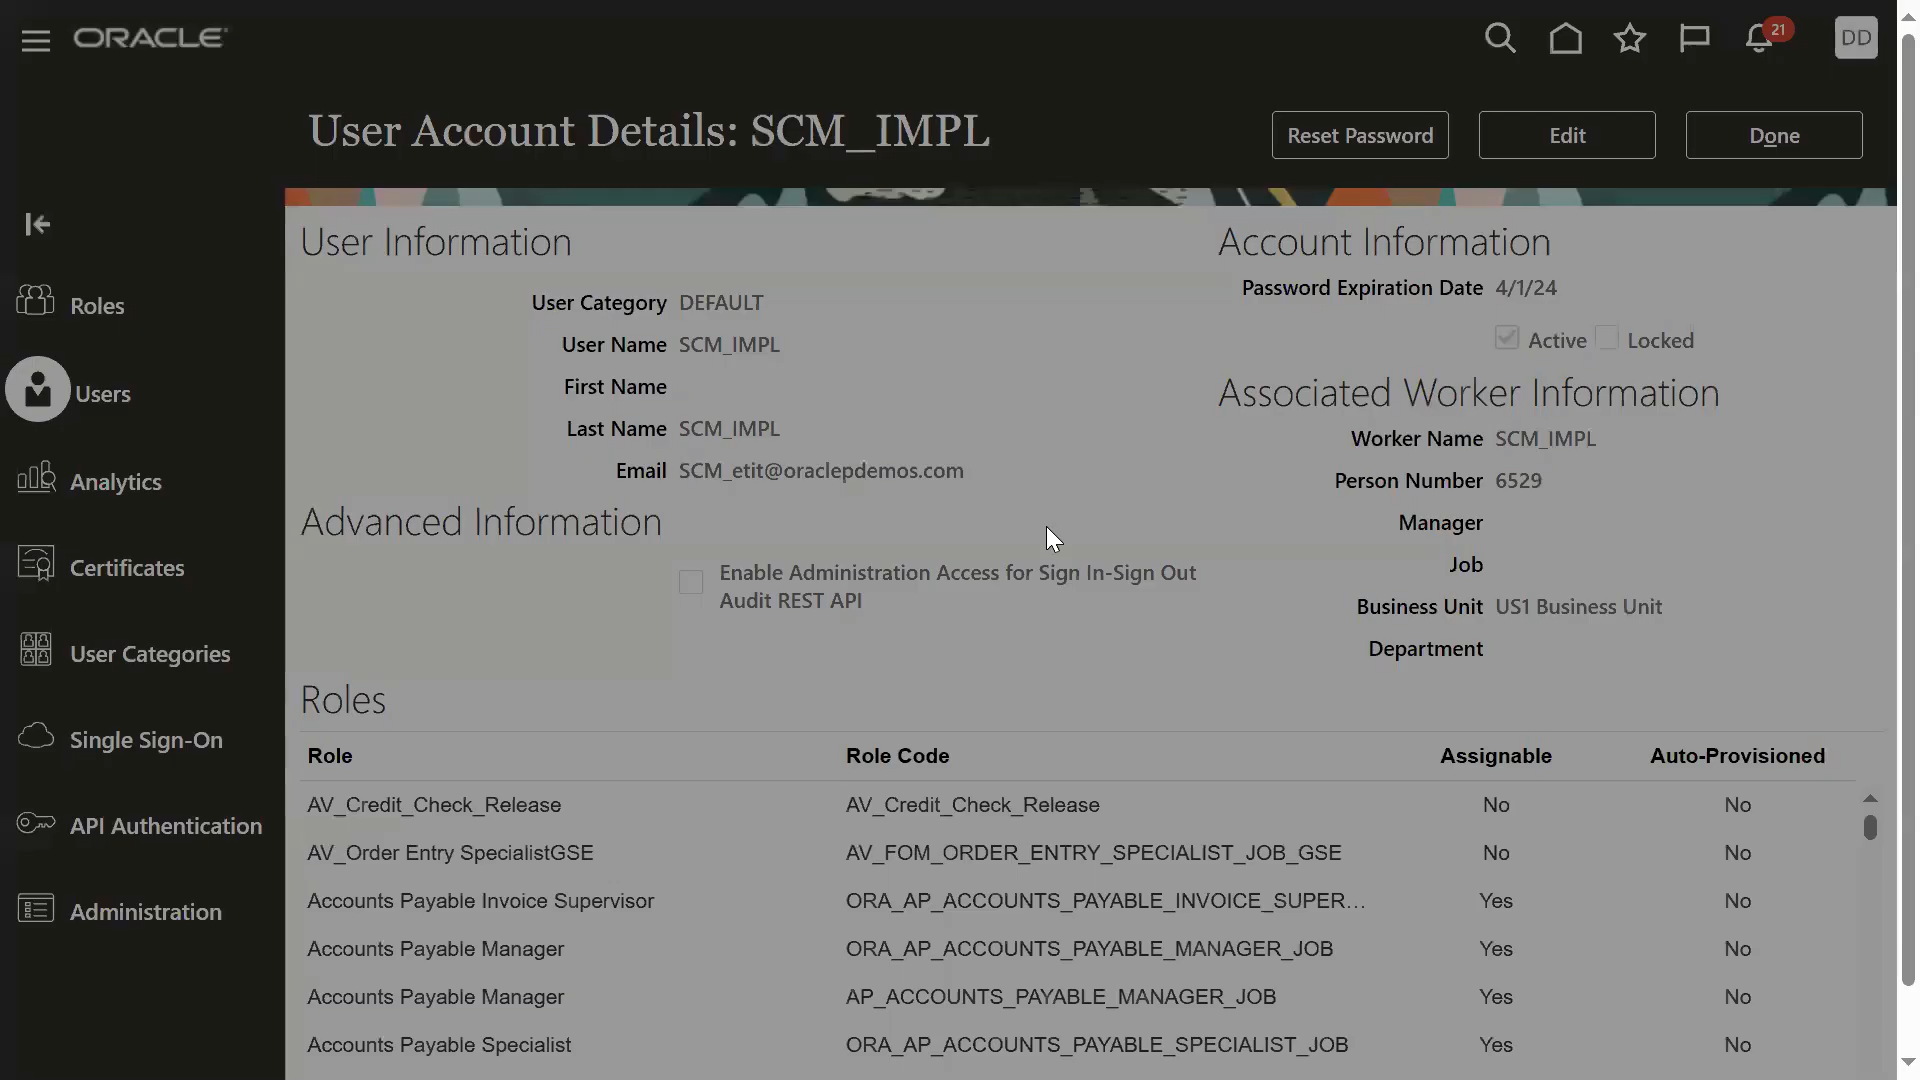 ORACLE
21
DD
User Account Details: SCM_IMPL
Reset Password
Edit
Done
Roles
Users
Analytics
Certificates
User Categories
Single Sign-On
API Authentication
Administration
User Information
User Category DEFAULT
User Name SCM_IMPL
First Name
Last Name SCM_IMPL
Email SCM_etit@oraclepdemos.com
Advanced Information
Enable Administration Access for Sign In-Sign Out
Audit REST API
Account Information
Password Expiration Date 4/1/24
Active Locked
Associated Worker Information
Worker Name SCM_IMPL
Person Number 6529
Manager
Job
Business Unit US1 Business Unit
Department
Roles
Role Role Code Assignable Auto-Provisioned
AV_Credit_Check_Release AV_Credit_Check_Release No No
AV_Order Entry SpecialistGSE AV_FOM_ORDER_ENTRY_SPECIALIST_JOB_GSE No No
Accounts Payable Invoice Supervisor ORA_AP_ACCOUNTS_PAYABLE_INVOICE_SUPER... Yes No
Accounts Payable Manager ORA_AP_ACCOUNTS_PAYABLE_MANAGER_JOB Yes No
Accounts Payable Manager AP_ACCOUNTS_PAYABLE_MANAGER_JOB Yes No
Accounts Payable Specialist ORA_AP_ACCOUNTS_PAYABLE_SPECIALIST_JOB Yes No